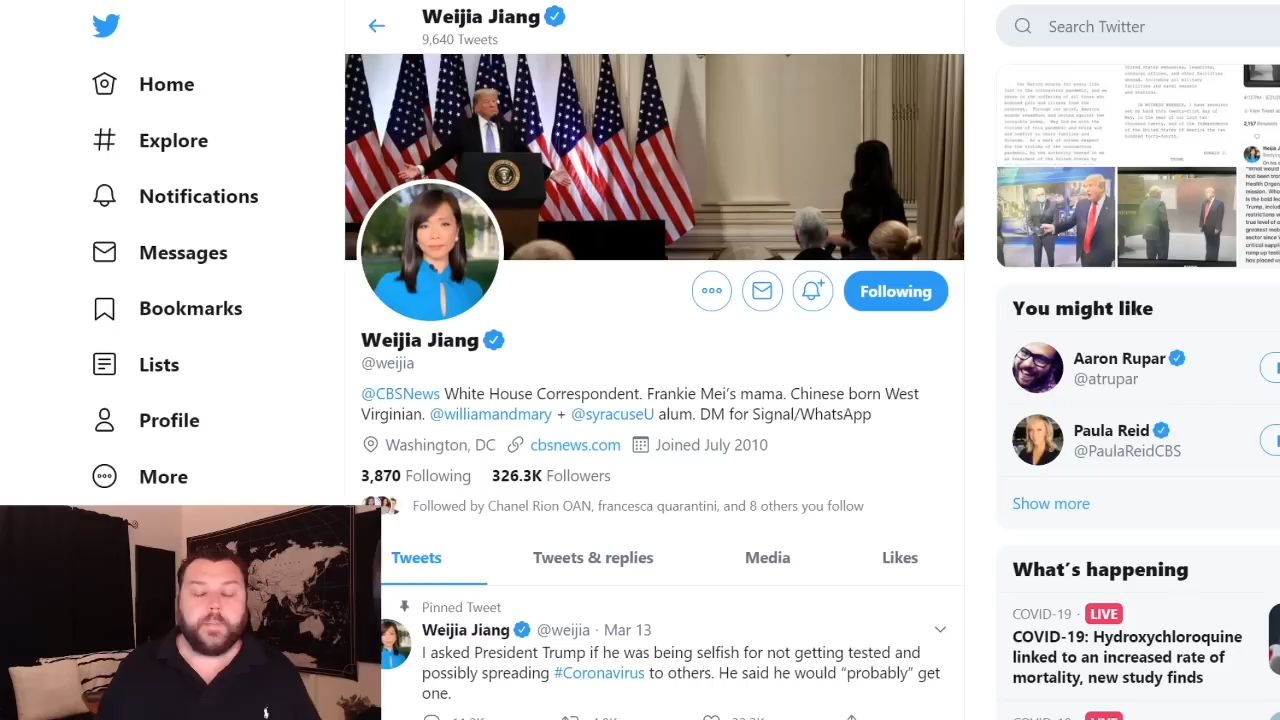 Weijia Jiang
9,640 Tweets
Search Twitter
Home
Explore
Notifications
Messages
Bookmarks
Lists
Profile
More
Following
Weijia Jiang
@weijia
@CBSNews White House Correspondent. Frankie Mei's mama. Chinese born West
Virginian. @williamandmary + @syracuseU alum. DM for Signal/WhatsApp
Washington, DC cbsnews.com Joined July 2010
3,870 Following 326.3K Followers
Followed by Chanel Rion OAN, francesca quarantini, and 8 others you follow
Tweets Tweets & replies Media Likes
Pinned Tweet
Weijia Jiang @weijia · Mar 13
I asked President Trump if he was being selfish for not getting tested and
possibly spreading #Coronavirus to others. He said he would “probably” get
one.
You might like
Aaron Rupar
@atrupar
Paula Reid
@PaulaReidCBS
Show more
What's happening
COVID-19 · LIVE
COVID-19: Hydroxychloroquine
linked to an increased rate of
mortality, new study finds
COVID-19 · LIVE